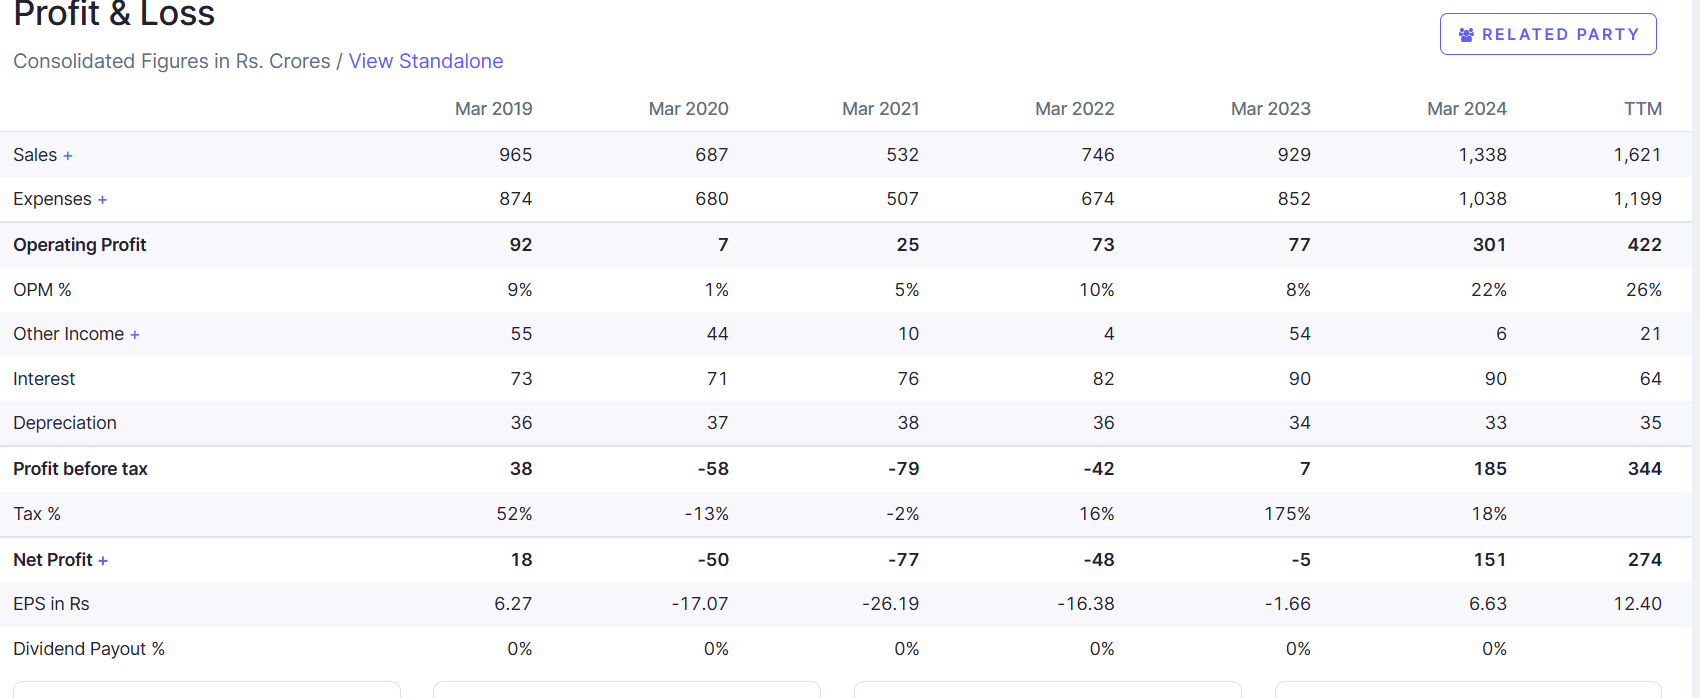 Profit & Loss
RELATED PARTY
Consolidated Figures in Rs. Crores / View Standalone
Mar 2019 Mar 2020 Mar 2021 Mar 2022 Mar 2023 Mar 2024 TTM
Sales + 965 687 532 746 929 1,338 1,621
Expenses + 874 680 507 674 852 1,038 1,199
Operating Profit 92 7 25 73 77 301 422
OPM % 9% 1% 5% 10% 8% 22% 26%
Other Income + 55 44 10 4 54 6 21
Interest 73 71 76 82 90 90 64
Depreciation 36 37 38 36 34 33 35
Profit before tax 38 -58 -79 -42 7 185 344
Tax % 52% -13% -2% 16% 175% 18%
Net Profit + 18 -50 -77 -48 -5 151 274
EPS in Rs 6.27 -17.07 -26.19 -16.38 -1.66 6.63 12.40
Dividend Payout % 0% 0% 0% 0% 0% 0%